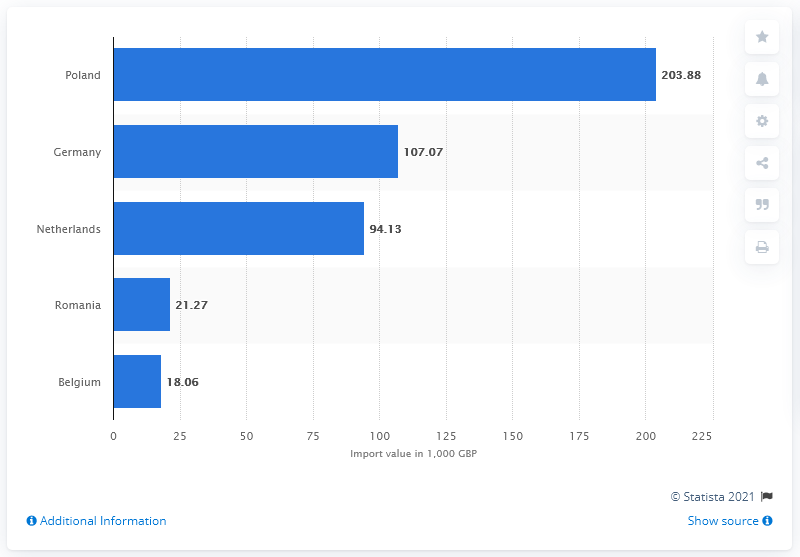 Poland 203.88
Germany 107.07
Netherlands 94.13
Romania 21.27
Belgium 18.06
0 25 50 75 100 125 150 175 200 225
Import value in 1,000 GBP
© Statista 2021
Additional Information Show source